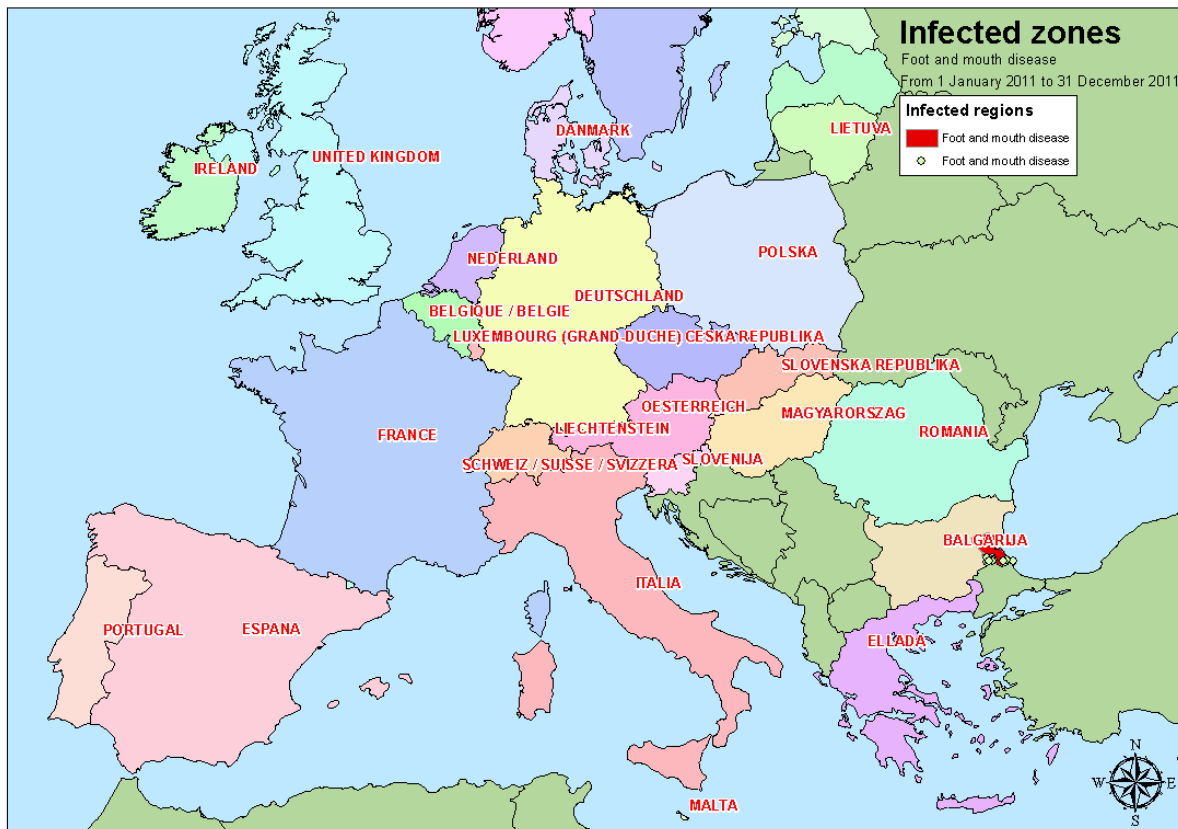 Infected zones
Foot and mouth disease
From 1 January 2011 to 31 December 2011
Infected regions
Foot and mouth disease
Foot and mouth disease
DANMARK
LIETUVA
IRELAND
UNITED KINGDOM
NEDERLAND
POLSKA
DEUTSCHLAND
BELGIQUE / BELGIE
LUXEMBOURG (GRAND-DUCHE)
CESKA REPUBLIKA
SLOVENSKA REPUBLIKA
OESTERREICH
MAGYARORSZAG
FRANCE
LIECHTENSTEIN
ROMANIA
SCHWEIZ / SUISSE / SVIZZERA
SLOVENIJA
BALGARIJA
ITALIA
PORTUGAL
ESPANA
ELLADA
MALTA
N
W
E
S